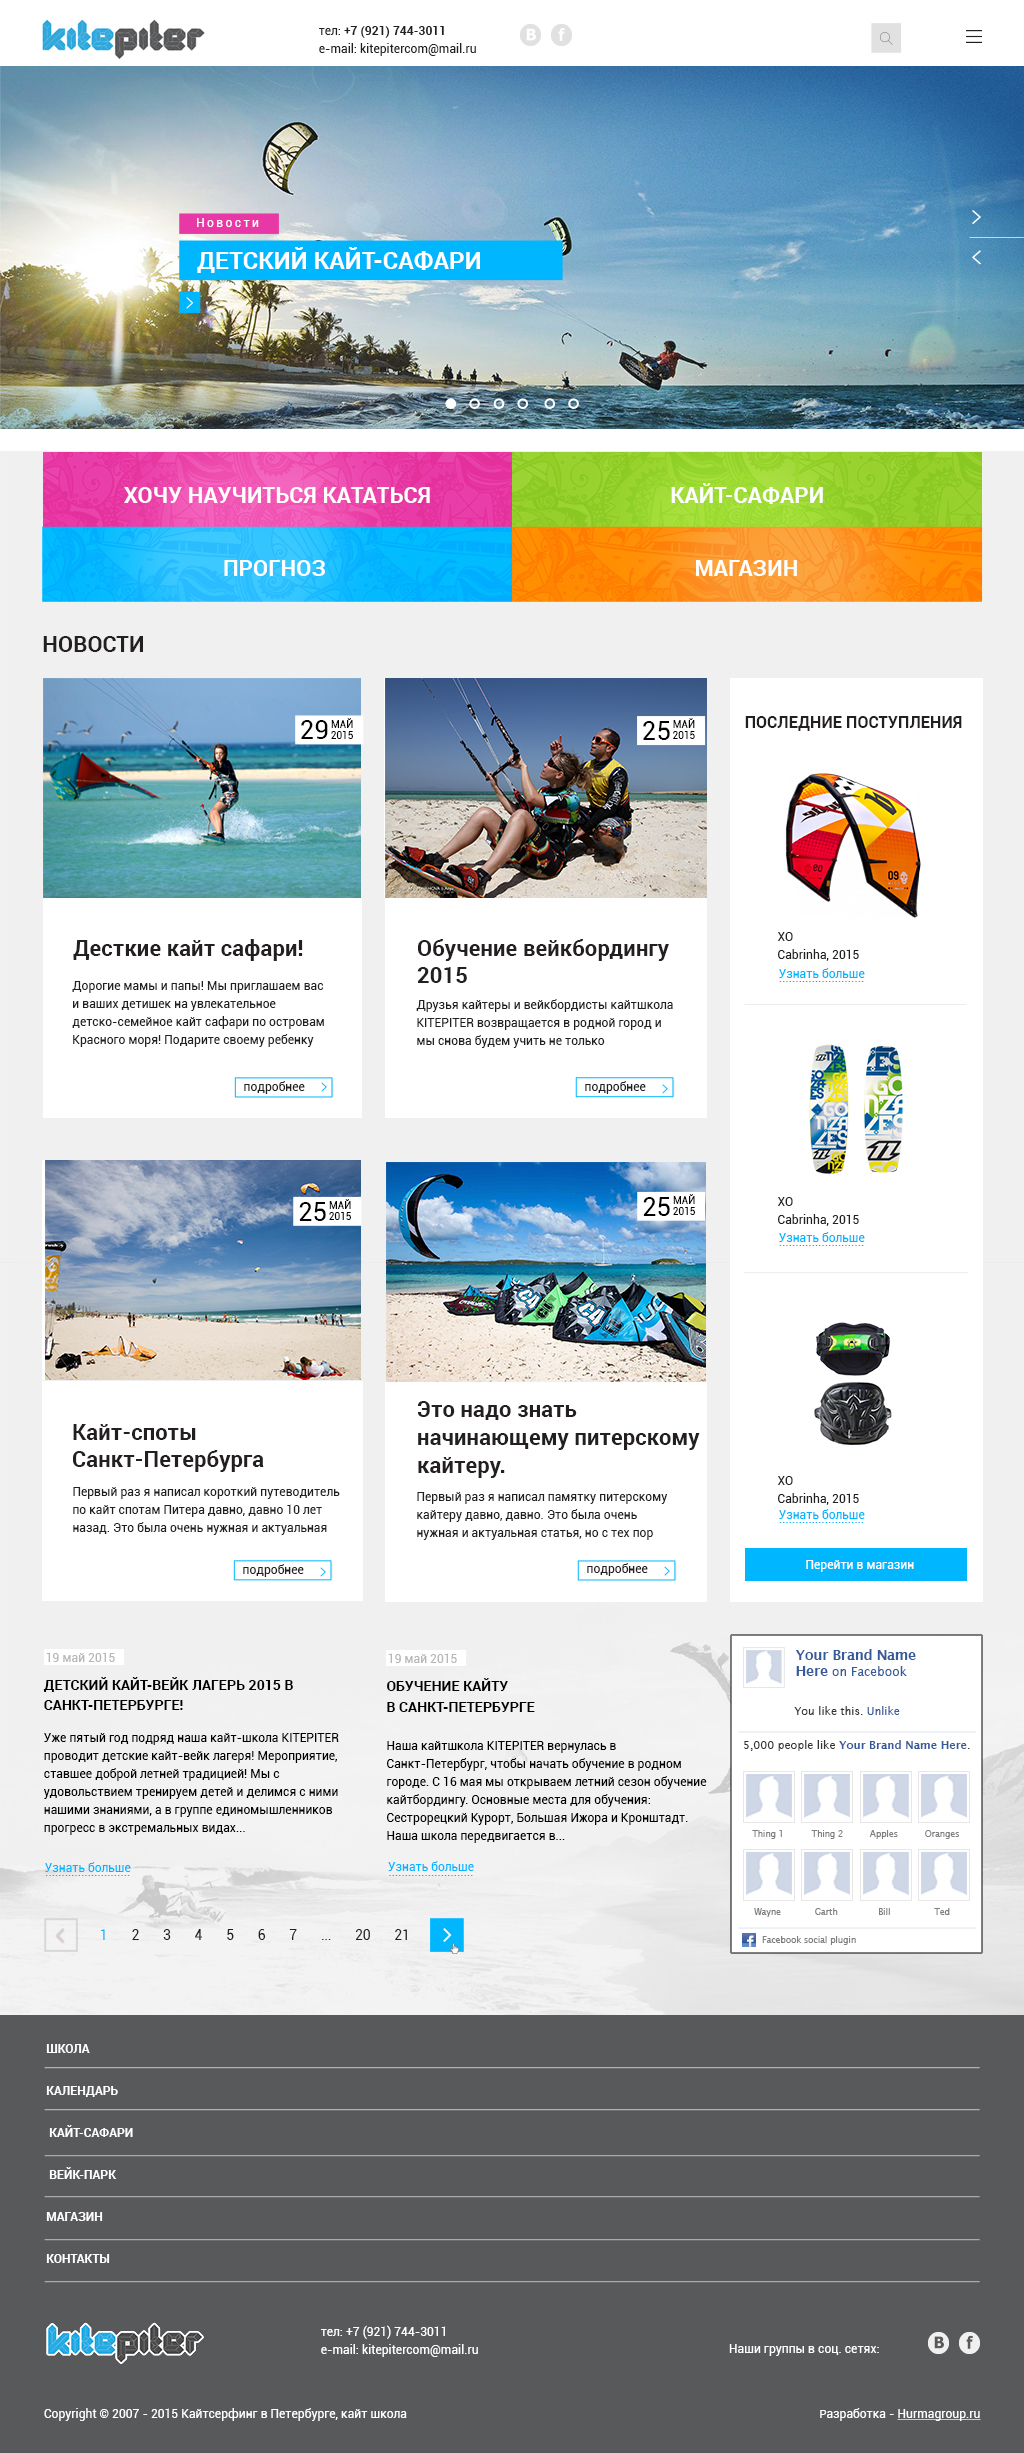 kitepiter
тел: +7 (921) 744-3011
e-mail: kitepitercom@mail.ru
B f
Новости
ДЕТСКИЙ КАЙТ-САФАРИ
ХОЧУ НАУЧИТЬСЯ КАТАТЬСЯ
КАЙТ-САФАРИ
ПРОГНОЗ
МАГАЗИН
НОВОСТИ
29 МАЙ
2015
Десткие кайт сафари!
Дорогие мамы и папы! Мы приглашаем вас
и ваших детишек на увлекательное
детско-семейное кайт сафари по островам
Красного моря! Подарите своему ребенку
подробнее
25 МАЙ
2015
Обучение вейкбордингу
2015
Друзья кайтеры и вейкбордисты кайтшкола
KITEPITER возвращается в родной город и
мы снова будем учить не только
подробнее
25 МАЙ
2015
Кайт-споты
Санкт-Петербурга
Первый раз я написал короткий путеводитель
по кайт спотам Питера давно, давно 10 лет
назад. Это была очень нужная и актуальная
подробнее
25 МАЙ
2015
Это надо знать
начинающему питерскому
кайтеру.
Первый раз я написал памятку питерскому
кайтеру давно, давно. Это была очень
нужная и актуальная статья, но с тех пор
подробнее
ПОСЛЕДНИЕ ПОСТУПЛЕНИЯ
09
XO
Cabrinha, 2015
Узнать больше
GONZALES
XO
Cabrinha, 2015
Узнать больше
XO
Cabrinha, 2015
Узнать больше
Перейти в магазин
19 май 2015
ДЕТСКИЙ КАЙТ-ВЕЙК ЛАГЕРЬ 2015 В
САНКТ-ПЕТЕРБУРГЕ!
Уже пятый год подряд наша кайт-школа KITEPITER
проводит детские кайт-вейк лагеря! Мероприятие,
ставшее доброй летней традицией! Мы с
удовольствием тренируем детей и делимся с ними
нашими знаниями, а в группе единомышленников
прогресс в экстремальных видах...
Узнать больше
19 май 2015
ОБУЧЕНИЕ КАЙТУ
В САНКТ-ПЕТЕРБУРГЕ
Наша кайтшкола KITEPITER вернулась в
Санкт-Петербург, чтобы начать обучение в родном
городе. С 16 мая мы открываем летний сезон обучение
кайтбордингу. Основные места для обучения:
Сестрорецкий Курорт, Большая Ижора и Кронштадт.
Наша школа передвигается в...
Узнать больше
1 2 3 4 5 6 7 ... 20 21
Your Brand Name
Here on Facebook
You like this. Unlike
5,000 people like Your Brand Name Here.
Thing 1 Thing 2 Apples Oranges
Wayne Garth Bill Ted
f Facebook social plugin
ШКОЛА
КАЛЕНДАРЬ
КАЙТ-САФАРИ
ВЕЙК-ПАРК
МАГАЗИН
КОНТАКТЫ
kitepiter
тел: +7 (921) 744-3011
e-mail: kitepitercom@mail.ru
Наши группы в соц. сетях:
B f
Copyright © 2007 - 2015 Кайтсерфинг в Петербурге, кайт школа
Разработка - Hurmagroup.ru